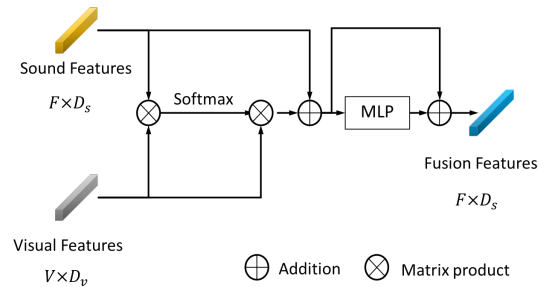 Sound Features
F×D_s
Softmax
MLP
Fusion Features
F×D_s
Visual Features
V×D_v
Addition
Matrix product